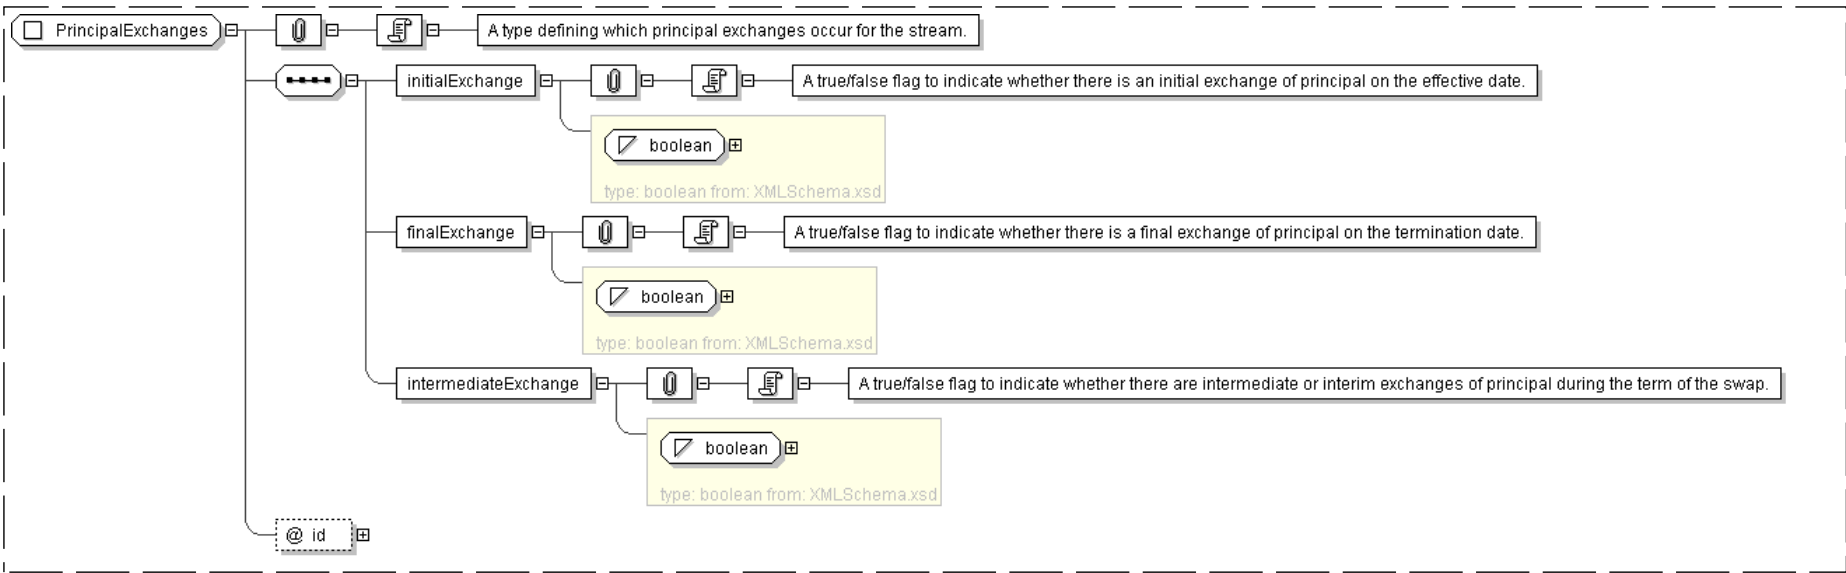 PrincipalExchanges
A type defining which principal exchanges occur for the stream.
initialExchange
A true/false flag to indicate whether there is an initial exchange of principal on the effective date.
boolean
type: boolean from: XMLSchema.xsd
finalExchange
A true/false flag to indicate whether there is a final exchange of principal on the termination date.
boolean
type: boolean from: XMLSchema.xsd
intermediateExchange
A true/false flag to indicate whether there are intermediate or interim exchanges of principal during the term of the swap.
boolean
type: boolean from: XMLSchema.xsd
@ id